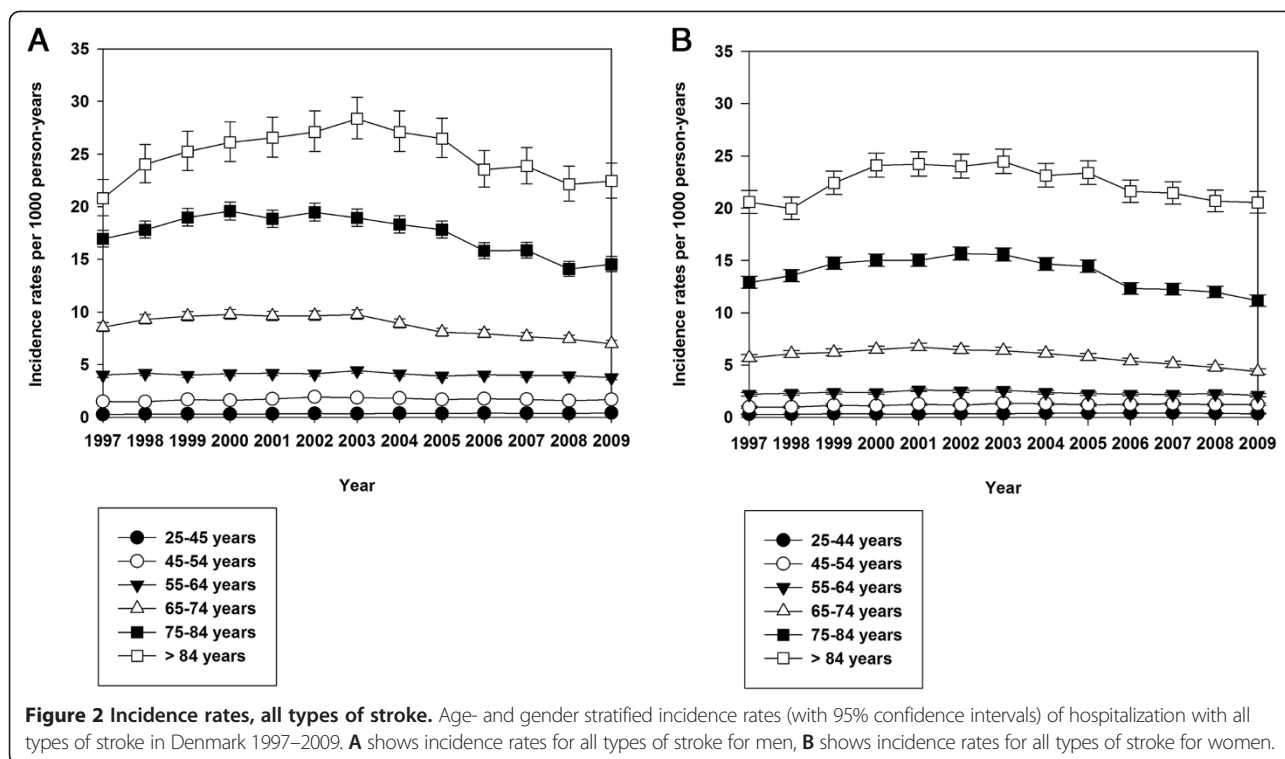 A
B
Incidence rates per 1000 person-years
35
30
25
20
15
10
5
0
1997 1998 1999 2000 2001 2002 2003 2004 2005 2006 2007 2008 2009
Year
25-45 years
45-54 years
55-64 years
65-74 years
75-84 years
> 84 years
Incidence rates per 1000 person-years
35
30
25
20
15
10
5
0
1997 1998 1999 2000 2001 2002 2003 2004 2005 2006 2007 2008 2009
Year
25-44 years
45-54 years
55-64 years
65-74 years
75-84 years
> 84 years
Figure 2 Incidence rates, all types of stroke. Age- and gender stratified incidence rates (with 95% confidence intervals) of hospitalization with all
types of stroke in Denmark 1997–2009. A shows incidence rates for all types of stroke for men, B shows incidence rates for all types of stroke for women.